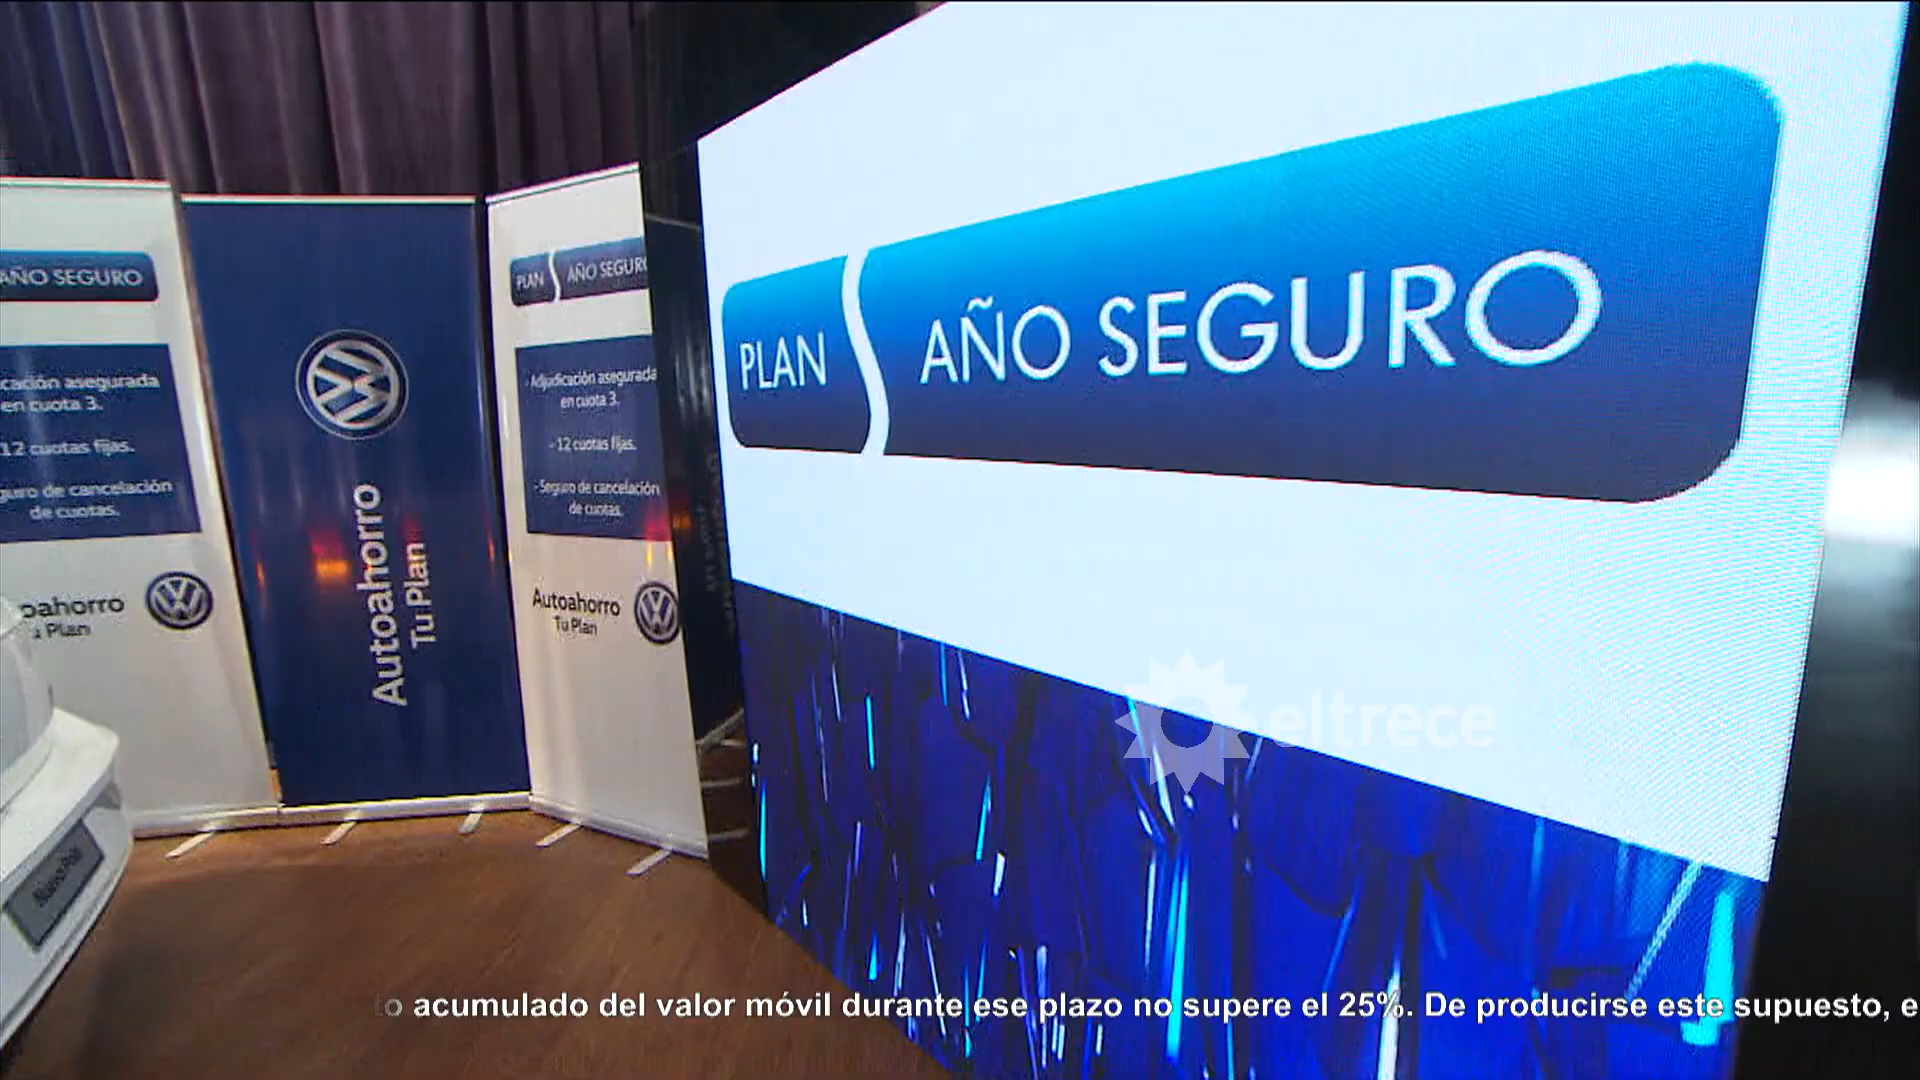 AÑO SEGURO
cación asegurada
en cuota 3.
12 cuotas fijas.
guro de cancelación
de cuotas.
oahorro
u Plan
Autoahorro
Tu Plan
PLAN AÑO SEGUR
- Adjudicación asegurada
en cuota 3.
- 12 cuotas fijas.
- Seguro de cancelación
de cuotas.
Autoahorro
Tu Plan
PLAN AÑO SEGURO
eltrece
o acumulado del valor móvil durante ese plazo no supere el 25%. De producirse este supuesto, e